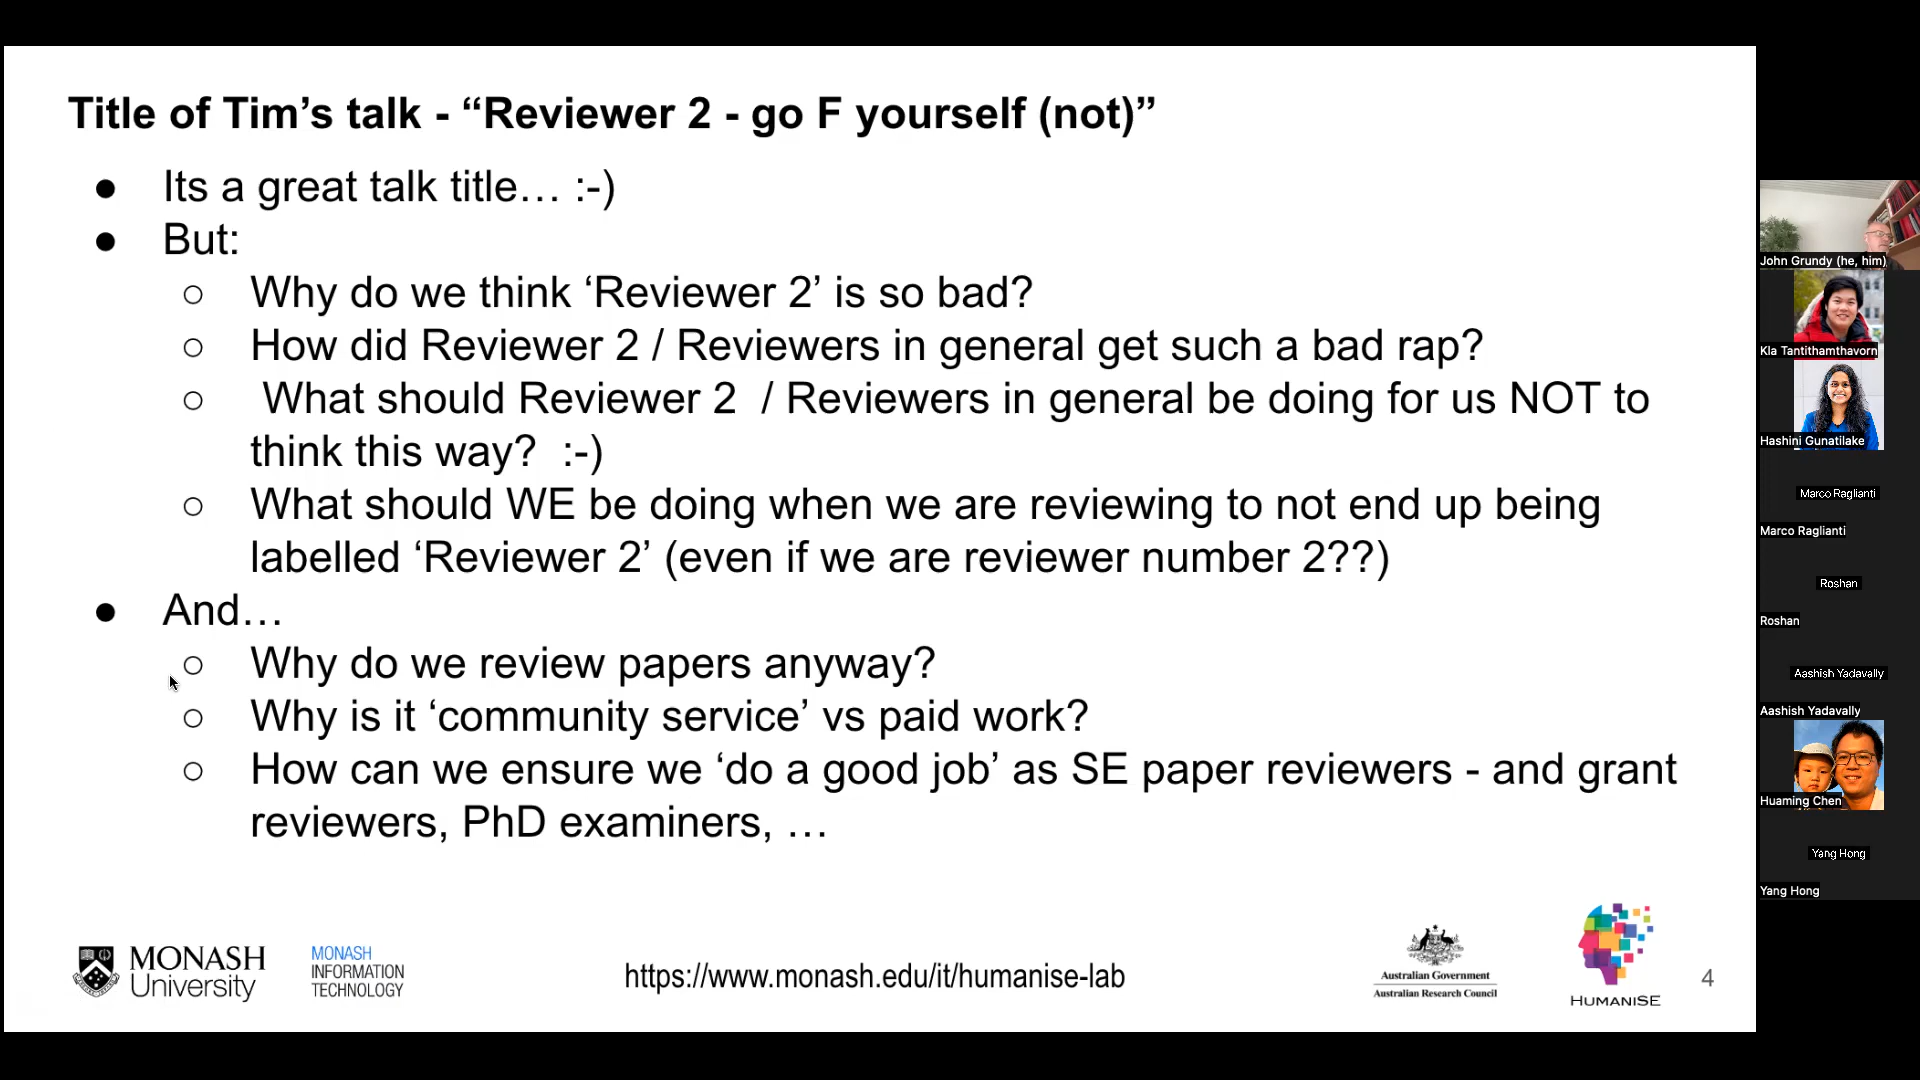 Title of Tim’s talk - “Reviewer 2 - go F yourself (not)”
● Its a great talk title… :-)
● But:
○ Why do we think ‘Reviewer 2’ is so bad?
○ How did Reviewer 2 / Reviewers in general get such a bad rap?
○ What should Reviewer 2 / Reviewers in general be doing for us NOT to
think this way? :-)
○ What should WE be doing when we are reviewing to not end up being
labelled ‘Reviewer 2’ (even if we are reviewer number 2??)
● And…
○ Why do we review papers anyway?
○ Why is it ‘community service’ vs paid work?
○ How can we ensure we ‘do a good job’ as SE paper reviewers - and grant
reviewers, PhD examiners, …
MONASH
University
MONASH
INFORMATION
TECHNOLOGY
https://www.monash.edu/it/humanise-lab
Australian Government
Australian Research Council
HUMANISE
4
John Grundy (he, him)
Kla Tantithamthavorn
Hashini Gunatilake
Marco Raglianti
Marco Raglianti
Roshan
Roshan
Aashish Yadavally
Aashish Yadavally
Huaming Chen
Yang Hong
Yang Hong